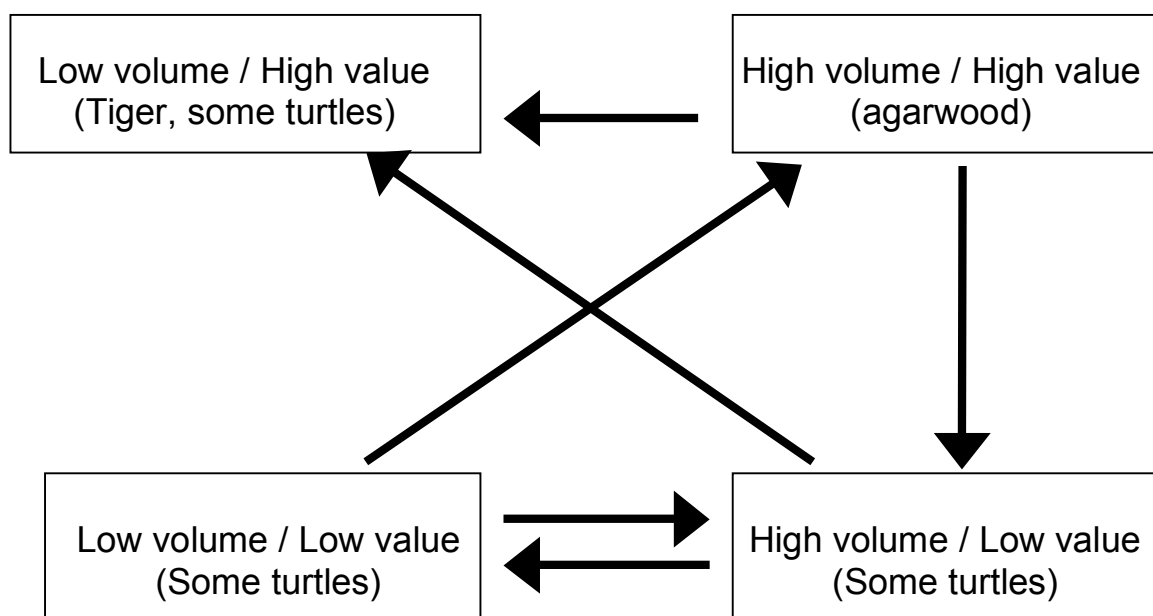 Low volume / High value
(Tiger, some turtles)
High volume / High value
(agarwood)
Low volume / Low value
(Some turtles)
High volume / Low value
(Some turtles)